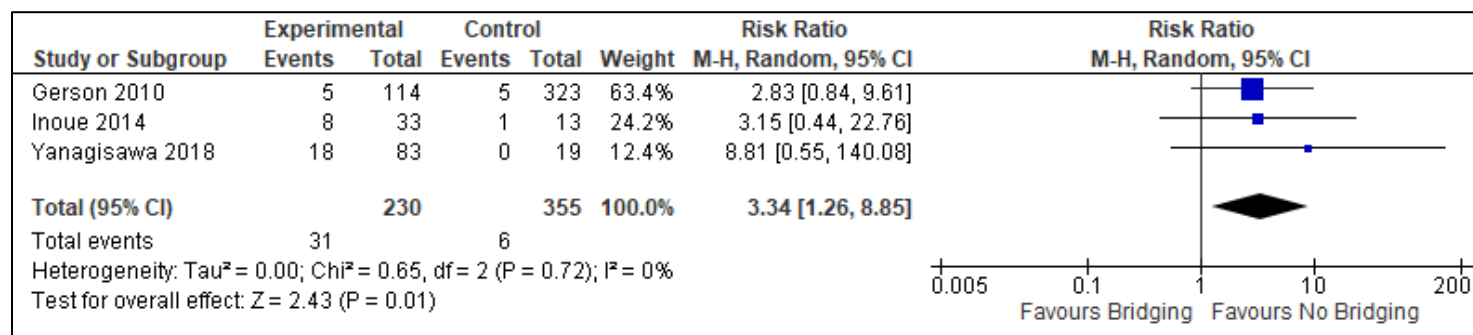 Experimental Control Risk Ratio Risk Ratio
Study or Subgroup Events Total Events Total Weight M-H, Random, 95% CI M-H, Random, 95% CI
Gerson 2010 5 114 5 323 63.4% 2.83 [0.84, 9.61]
Inoue 2014 8 33 1 13 24.2% 3.15 [0.44, 22.76]
Yanagisawa 2018 18 83 0 19 12.4% 8.81 [0.55, 140.08]
Total (95% CI) 230 355 100.0% 3.34 [1.26, 8.85]
Total events 31 6
Heterogeneity: Tau² = 0.00; Chi² = 0.65, df = 2 (P = 0.72); I² = 0%
Test for overall effect: Z = 2.43 (P = 0.01)
0.005 0.1 1 10 200
Favours Bridging Favours No Bridging